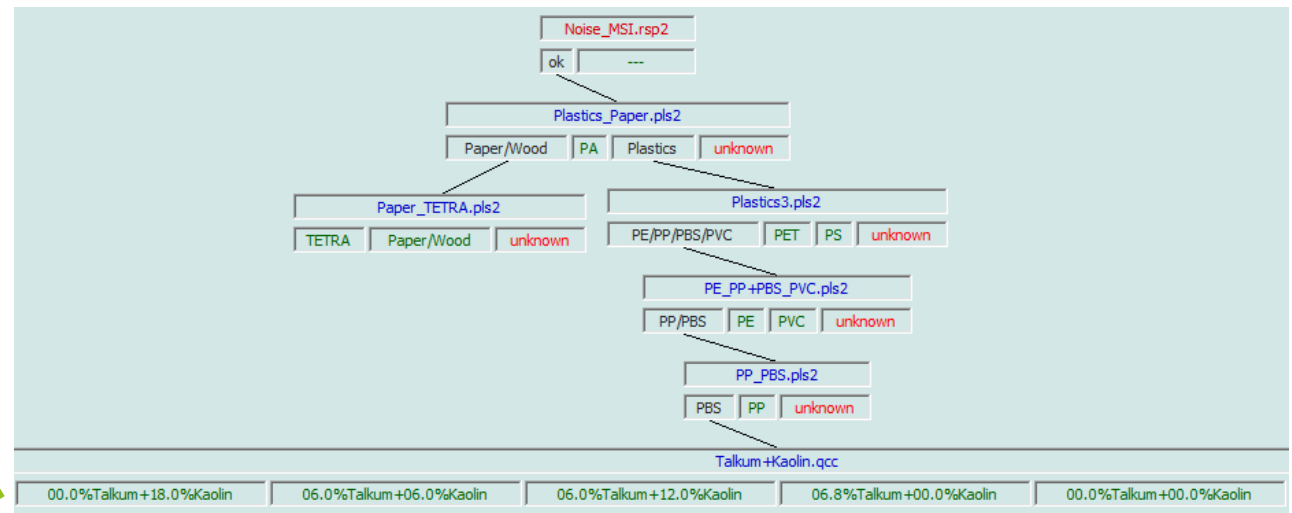 Noise_MSI.rsp2
ok ---
Plastics_Paper.pls2
Paper/Wood PA Plastics unknown
Paper_TETRA.pls2 Plastics3.pls2
TETRA Paper/Wood unknown PE/PP/PBS/PVC PET PS unknown
PE_PP+PBS_PVC.pls2
PP/PBS PE PVC unknown
PP_PBS.pls2
PBS PP unknown
Talkum+Kaolin.qcc
00.0%Talkum+18.0%Kaolin 06.0%Talkum+06.0%Kaolin 06.0%Talkum+12.0%Kaolin 06.8%Talkum+00.0%Kaolin 00.0%Talkum+00.0%Kaolin